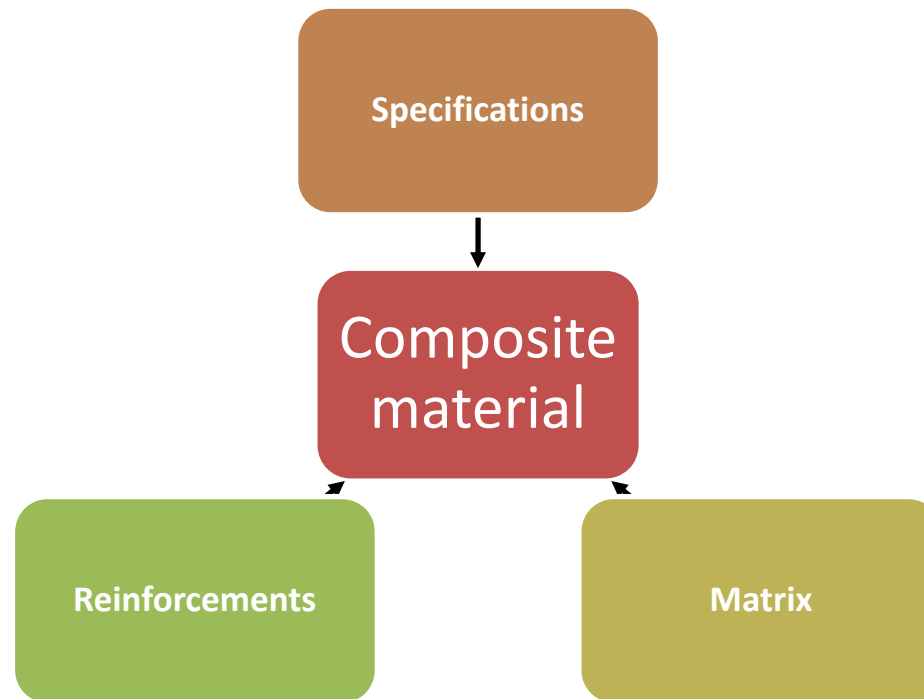 Specifications
Composite
material
Reinforcements
Matrix